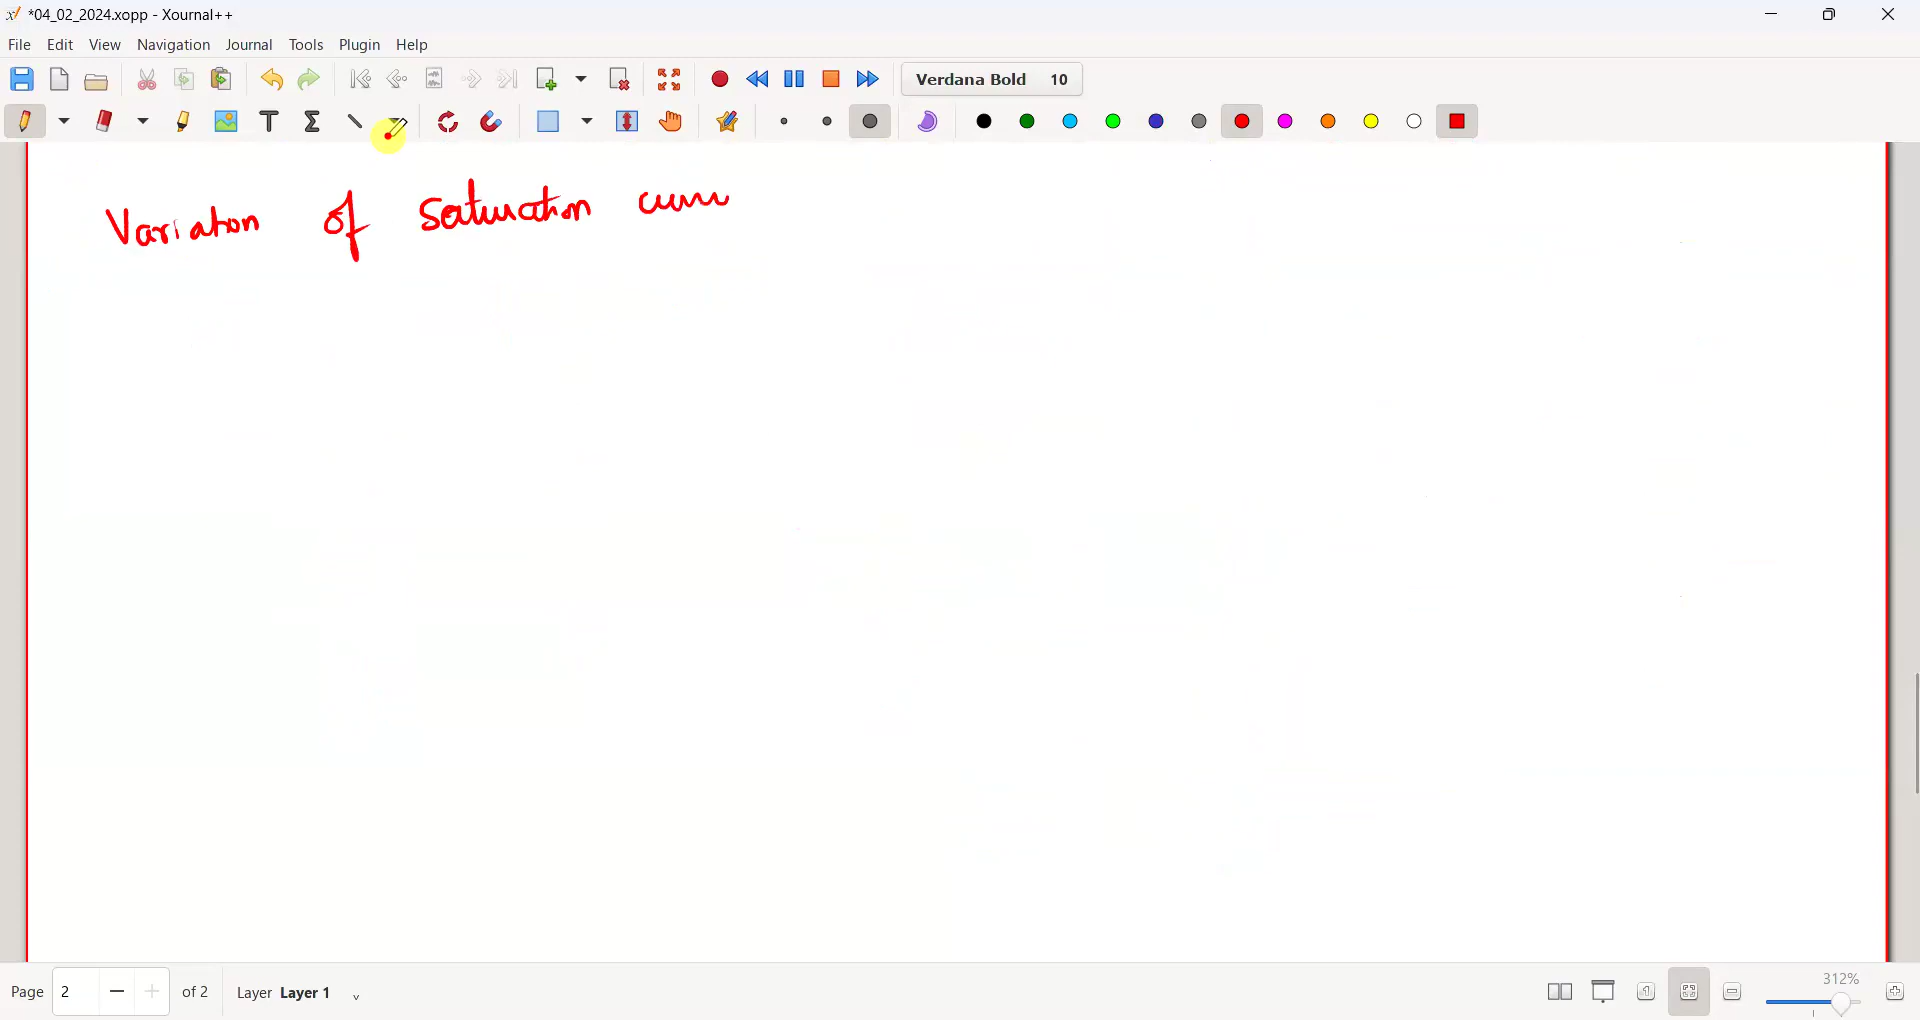 *04_02_2024.xopp - Xournal++
File Edit View Navigation Journal Tools Plugin Help
Verdana Bold 10
Variation of saturation
Page 2 of 2 Layer Layer 1 312%